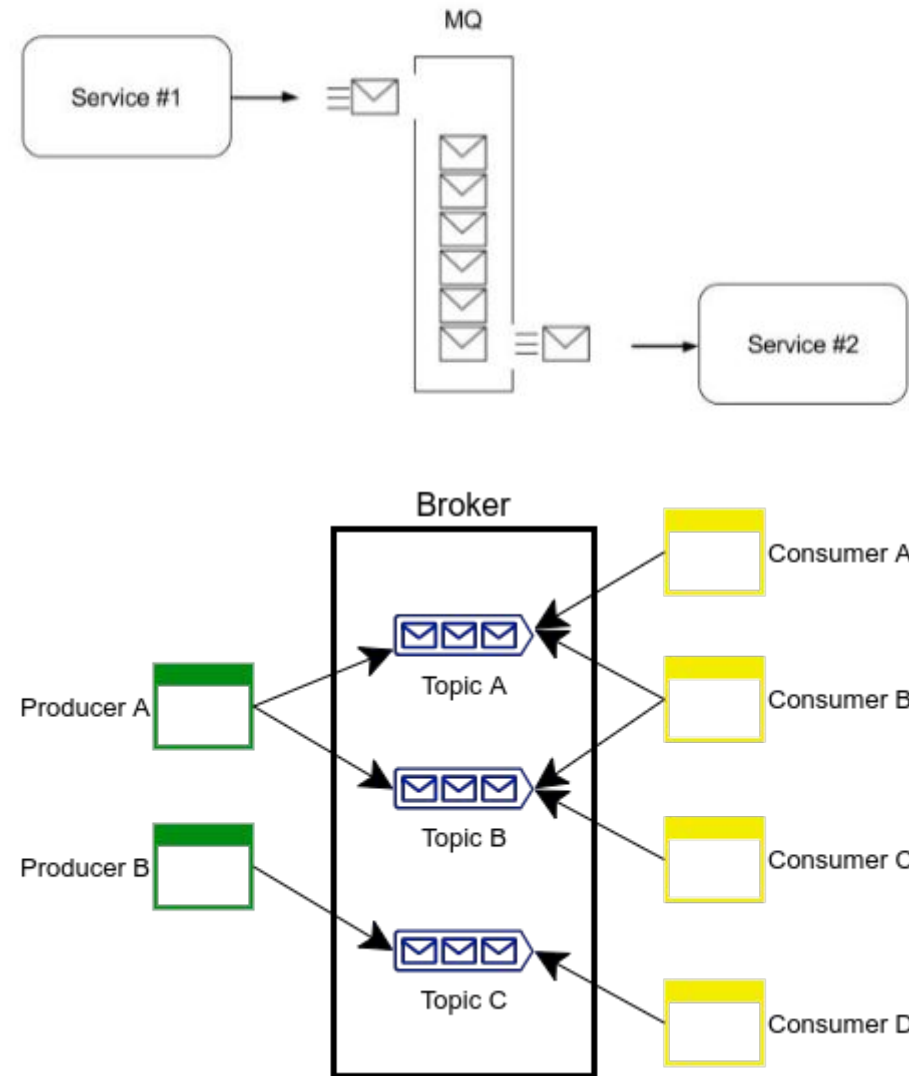 MQ
Service #1
Service #2
Broker
Consumer A
Topic A
Producer A
Consumer B
Topic B
Producer B
Consumer C
Topic C
Consumer D